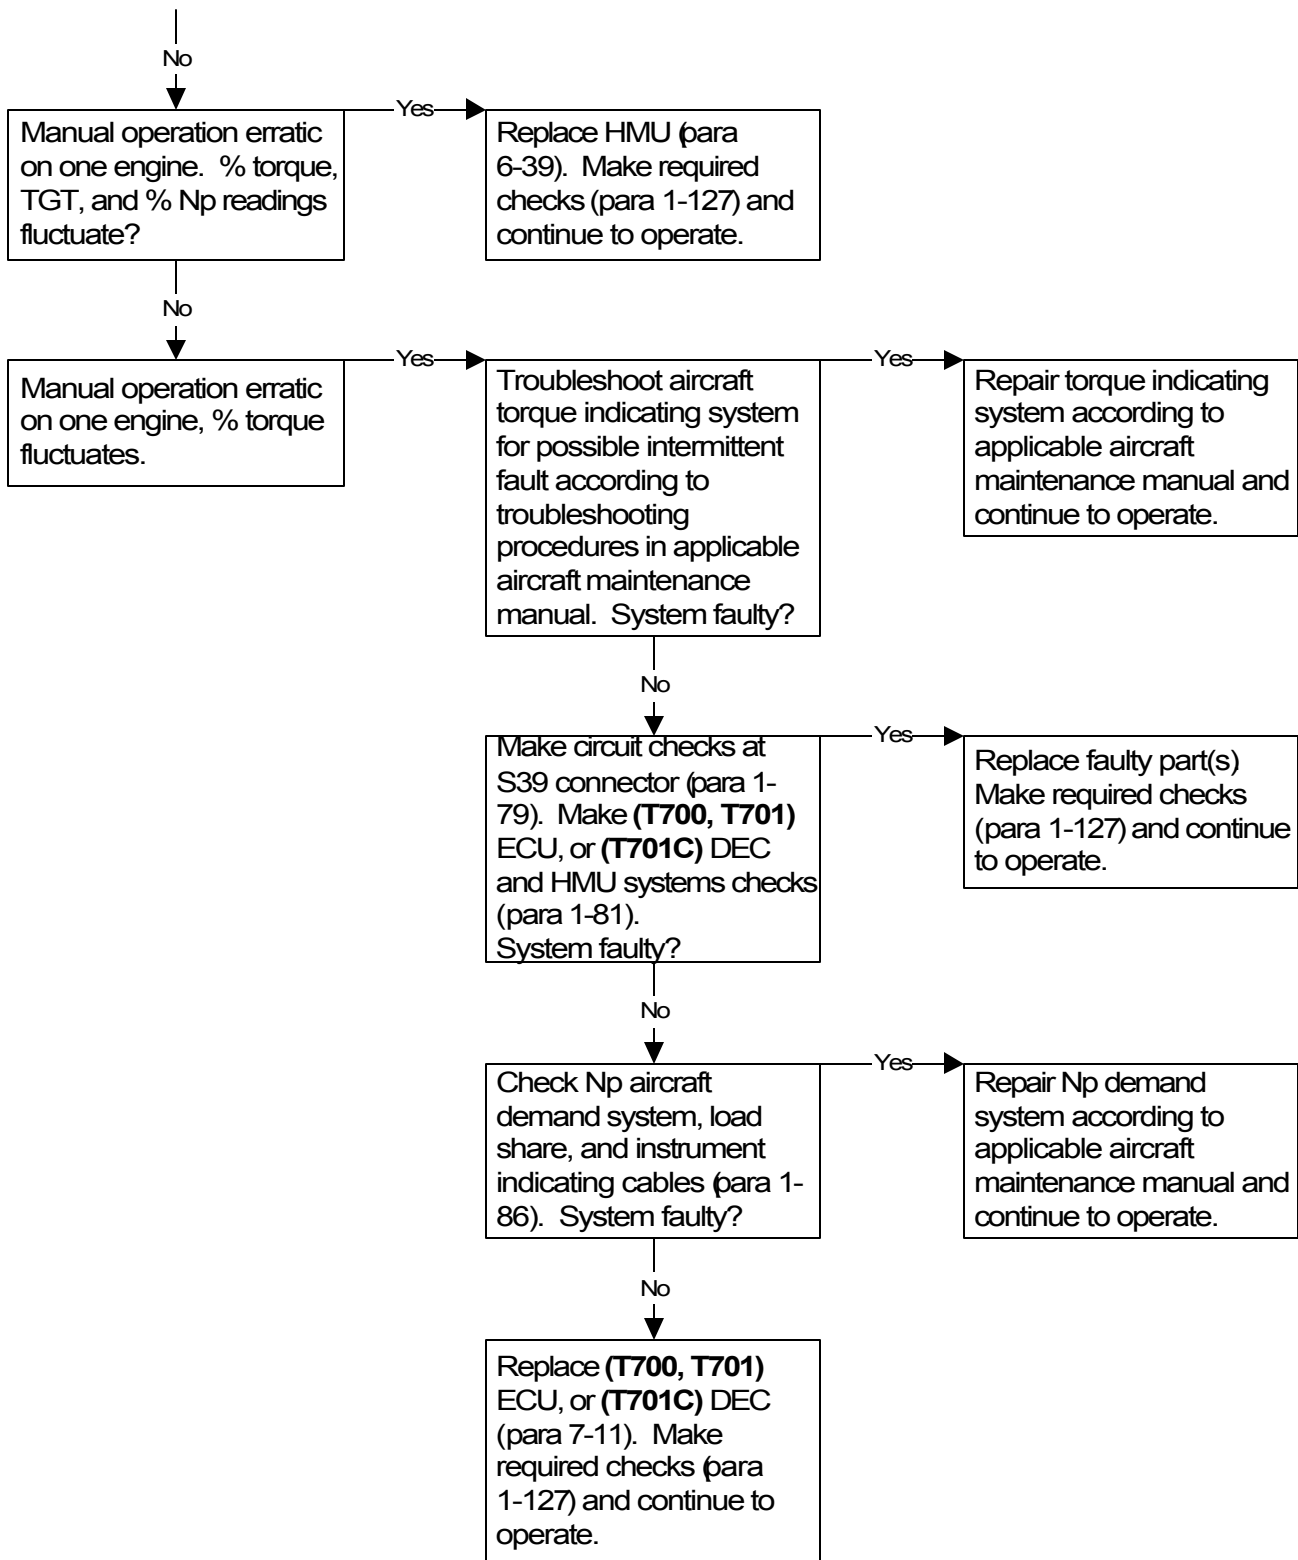 No
Manual operation erratic
on one engine. % torque,
TGT, and % Np readings
fluctuate?
Yes
Replace HMU (para
6-39). Make required
checks (para 1-127) and
continue to operate.
No
Manual operation erratic
on one engine, % torque
fluctuates.
Yes
Troubleshoot aircraft
torque indicating system
for possible intermittent
fault according to
troubleshooting
procedures in applicable
aircraft maintenance
manual. System faulty?
Yes
Repair torque indicating
system according to
applicable aircraft
maintenance manual and
continue to operate.
No
Make circuit checks at
S39 connector (para 1-
79). Make (T700, T701)
ECU, or (T701C) DEC
and HMU systems checks
(para 1-81).
System faulty?
Yes
Replace faulty part(s)
Make required checks
(para 1-127) and continue
to operate.
No
Check Np aircraft
demand system, load
share, and instrument
indicating cables (para 1-
86). System faulty?
Yes
Repair Np demand
system according to
applicable aircraft
maintenance manual and
continue to operate.
No
Replace (T700, T701)
ECU, or (T701C) DEC
(para 7-11). Make
required checks (para
1-127) and continue to
operate.